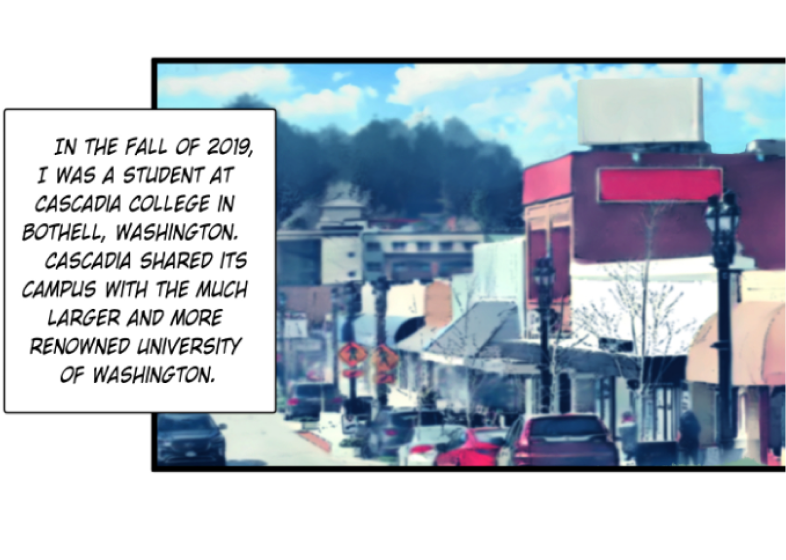 IN THE FALL OF 2019,
I WAS A STUDENT AT
CASCADIA COLLEGE IN
BOTHELL, WASHINGTON.
CASCADIA SHARED ITS
CAMPUS WITH THE MUCH
LARGER AND MORE
RENOWNED UNIVERSITY
OF WASHINGTON.